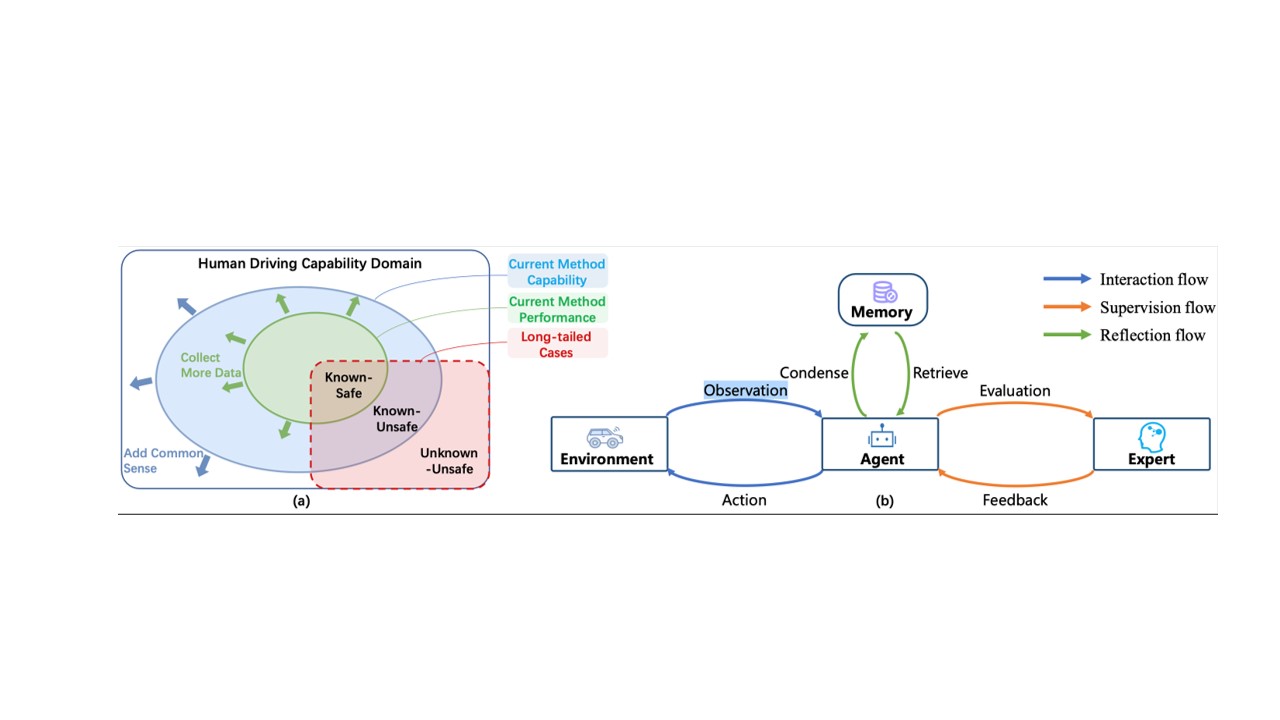 Human Driving Capability Domain
Current Method
Capability
Current Method
Performance
Long-tailed
Cases
Collect
More Data
Known-
Safe
Known-
Unsafe
Unknown
-Unsafe
Add Common
Sense
(a)
Memory
Condense
Retrieve
Observation
Evaluation
Environment
Agent
Expert
Action
(b)
Feedback
Interaction flow
Supervision flow
Reflection flow